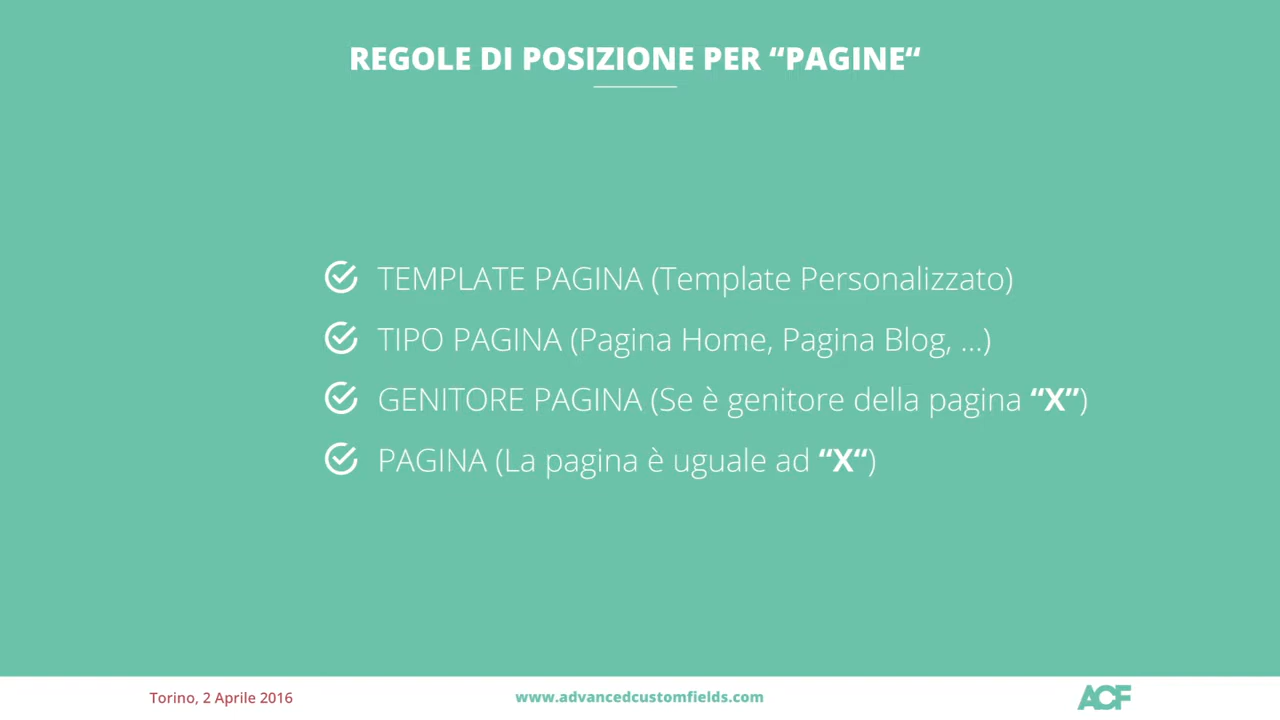 REGOLE DI POSIZIONE PER “PAGINE“
TEMPLATE PAGINA (Template Personalizzato)
TIPO PAGINA (Pagina Home, Pagina Blog, ...)
GENITORE PAGINA (Se è genitore della pagina “X”)
PAGINA (La pagina è uguale ad “X“)
Torino, 2 Aprile 2016
www.advancedcustomfields.com
ACF